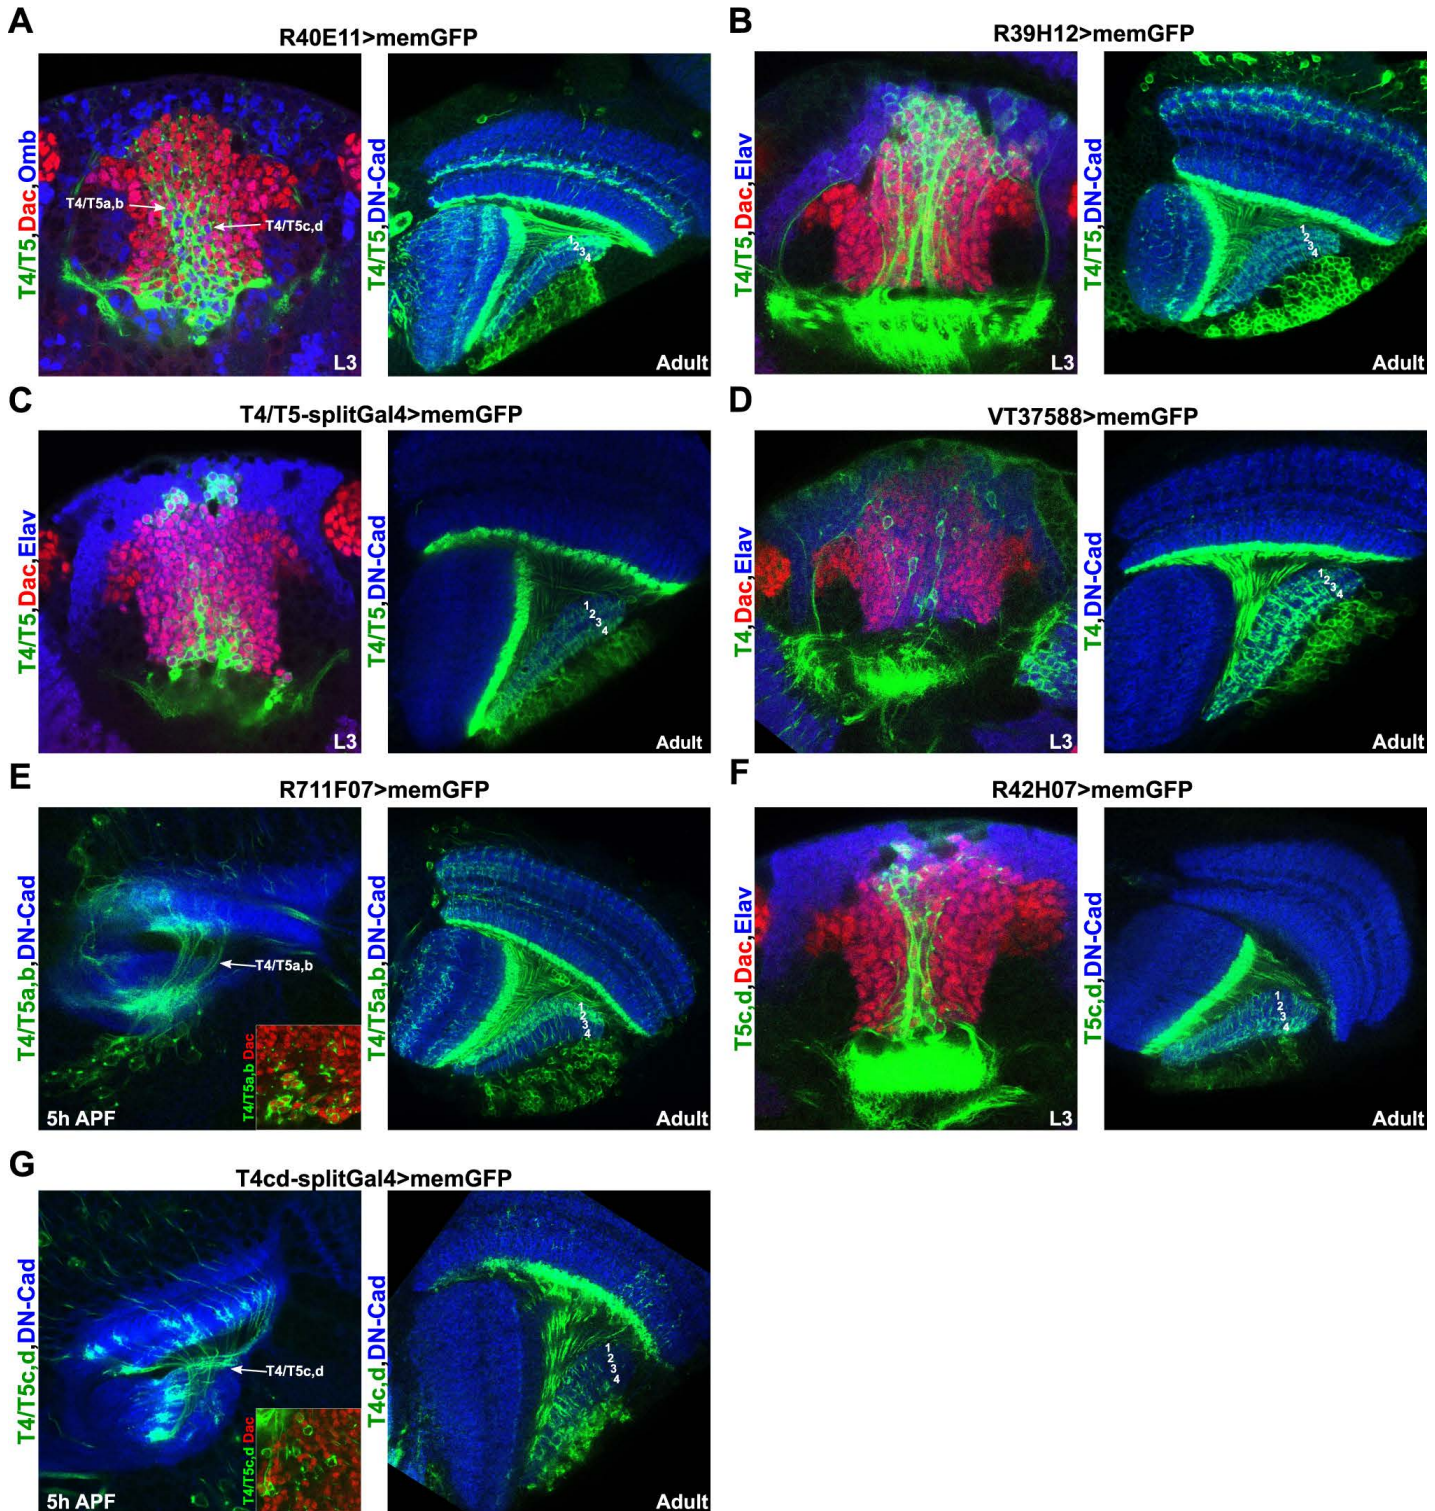 A
R40E11>memGFP
T4/T5,Dac,Omb
T4/T5a,b
T4/T5c,d
L3
T4/T5,DN-Cad
1
2
3
4
Adult
B
R39H12>memGFP
T4/T5,Dac,Elav
L3
T4/T5,DN-Cad
1
2
3
4
Adult
C
T4/T5-splitGal4>memGFP
T4/T5,Dac,Elav
L3
T4/T5,DN-Cad
1
2
3
4
Adult
D
VT37588>memGFP
T4,Dac,Elav
L3
T4,DN-Cad
1
2
3
4
Adult
E
R711F07>memGFP
T4/T5a,b,DN-Cad
T4/T5a,b
T4/T5a,b Dac
5h APF
T4/T5a,b,DN-Cad
1
2
3
4
Adult
F
R42H07>memGFP
T5c,d,Dac,Elav
L3
T5c,d,DN-Cad
1
2
3
4
Adult
G
T4cd-splitGal4>memGFP
T4/T5c,d,DN-Cad
T4/T5c,d
T4/T5c,d Dac
5h APF
T4c,d,DN-Cad
1
2
3
4
Adult